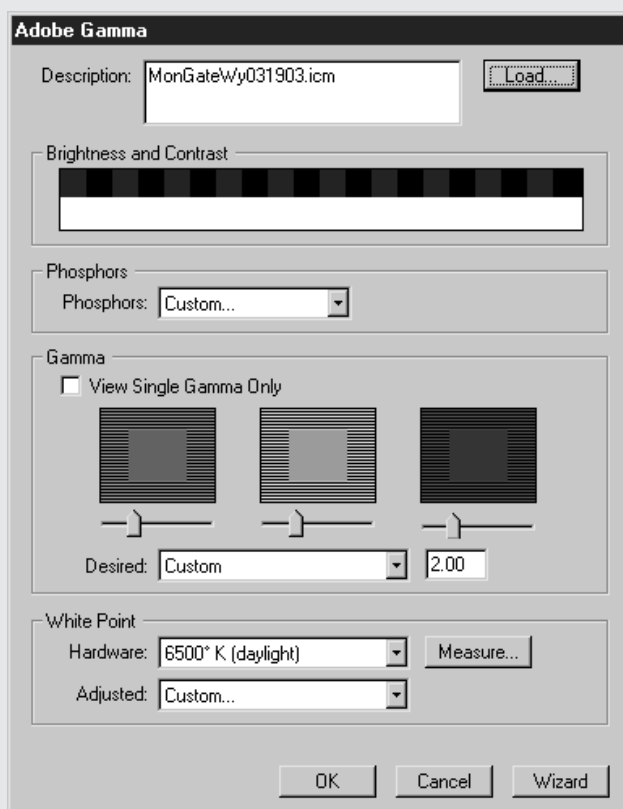 Adobe Gamma
Description: MonGateWy031903.icm Load...
Brightness and Contrast
Phosphors
Phosphors: Custom...
Gamma
View Single Gamma Only
Desired: Custom 2.00
White Point
Hardware: 6500° K (daylight) Measure...
Adjusted: Custom...
OK Cancel Wizard